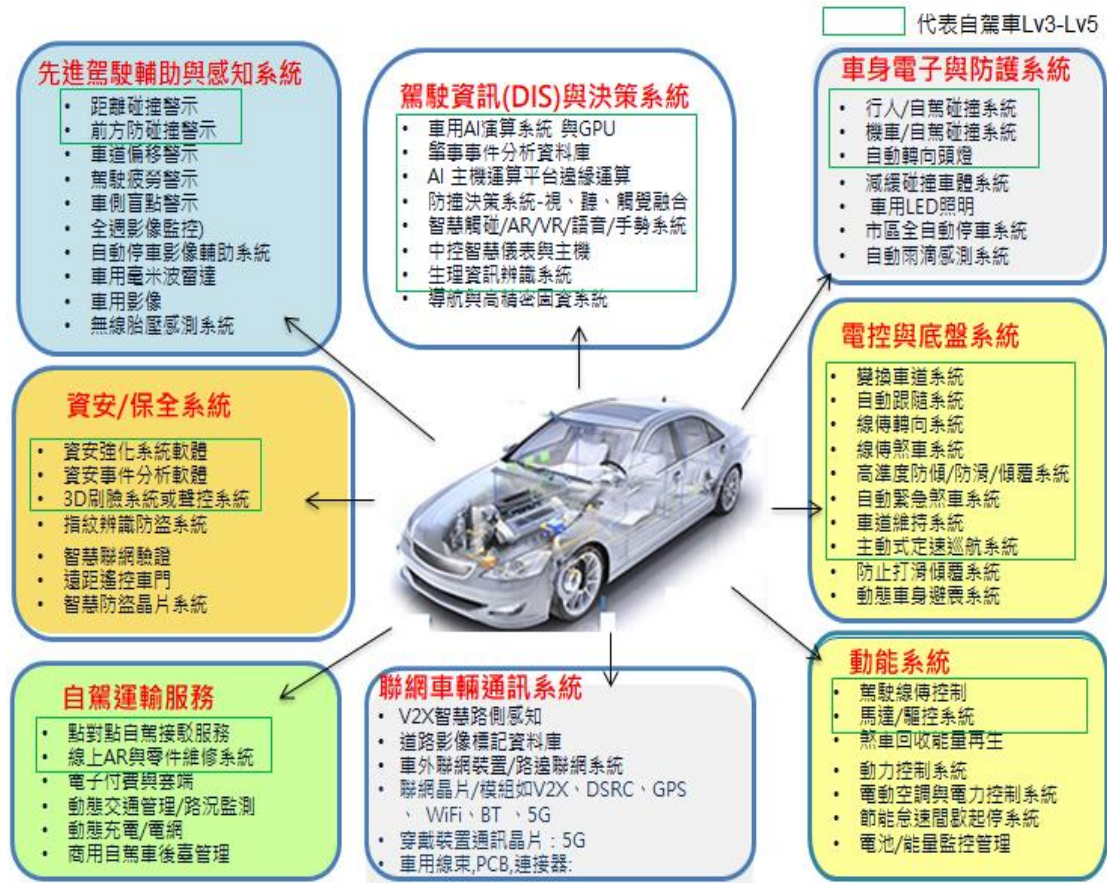 代表自駕車Lv3-Lv5
先進駕駛輔助與感知系統
• 距離碰撞警示
• 前方防碰撞警示
• 車道偏移警示
• 駕駛疲勞警示
• 車側盲點警示
• 全週影像監控)
• 自動停車影像輔助系統
• 車用毫米波雷達
• 車用影像
• 無線胎壓感測系統
駕駛資訊(DIS)與決策系統
• 車用AI演算系統 與GPU
• 肇事事件分析資料庫
• AI 主機運算平台邊緣運算
• 防撞決策系統-視、聽、觸覺融合
• 智慧觸碰/AR/VR/語音/手勢系統
• 中控智慧儀表與主機
• 生理資訊辨識系統
• 導航與高精密圖資系統
車身電子與防護系統
• 行人/自駕碰撞系統
• 機車/自駕碰撞系統
• 自動轉向頭燈
• 減緩碰撞車體系統
• 車用LED照明
• 市區全自動停車系統
• 自動雨滴感測系統
資安/保全系統
• 資安強化系統軟體
• 資安事件分析軟體
• 3D刷臉系統或聲控系統
• 指紋辨識防盜系統
• 智慧聯網驗證
• 遠距遙控車門
• 智慧防盜晶片系統
電控與底盤系統
• 變換車道系統
• 自動跟隨系統
• 線傳轉向系統
• 線傳煞車系統
• 高準度防傾/防滑/傾覆系統
• 自動緊急煞車系統
• 車道維持系統
• 主動式定速巡航系統
• 防止打滑傾覆系統
• 動態車身避震系統
自駕運輸服務
• 點對點自駕接駁服務
• 線上AR與零件維修系統
• 電子付費與雲端
• 動態交通管理/路況監測
• 動態充電/電網
• 商用自駕車後臺管理
聯網車輛通訊系統
• V2X智慧路側感知
• 道路影像標記資料庫
• 車外聯網裝置/路邊聯網系統
• 聯網晶片/模組如V2X、DSRC、GPS
、 WiFi、BT 、5G
• 穿戴裝置通訊晶片：5G
• 車用線束,PCB,連接器:
動能系統
• 駕駛線傳控制
• 馬達/驅控系統
• 煞車回收能量再生
• 動力控制系統
• 電動空調與電力控制系統
• 節能怠速間歇起停系統
• 電池/能量監控管理